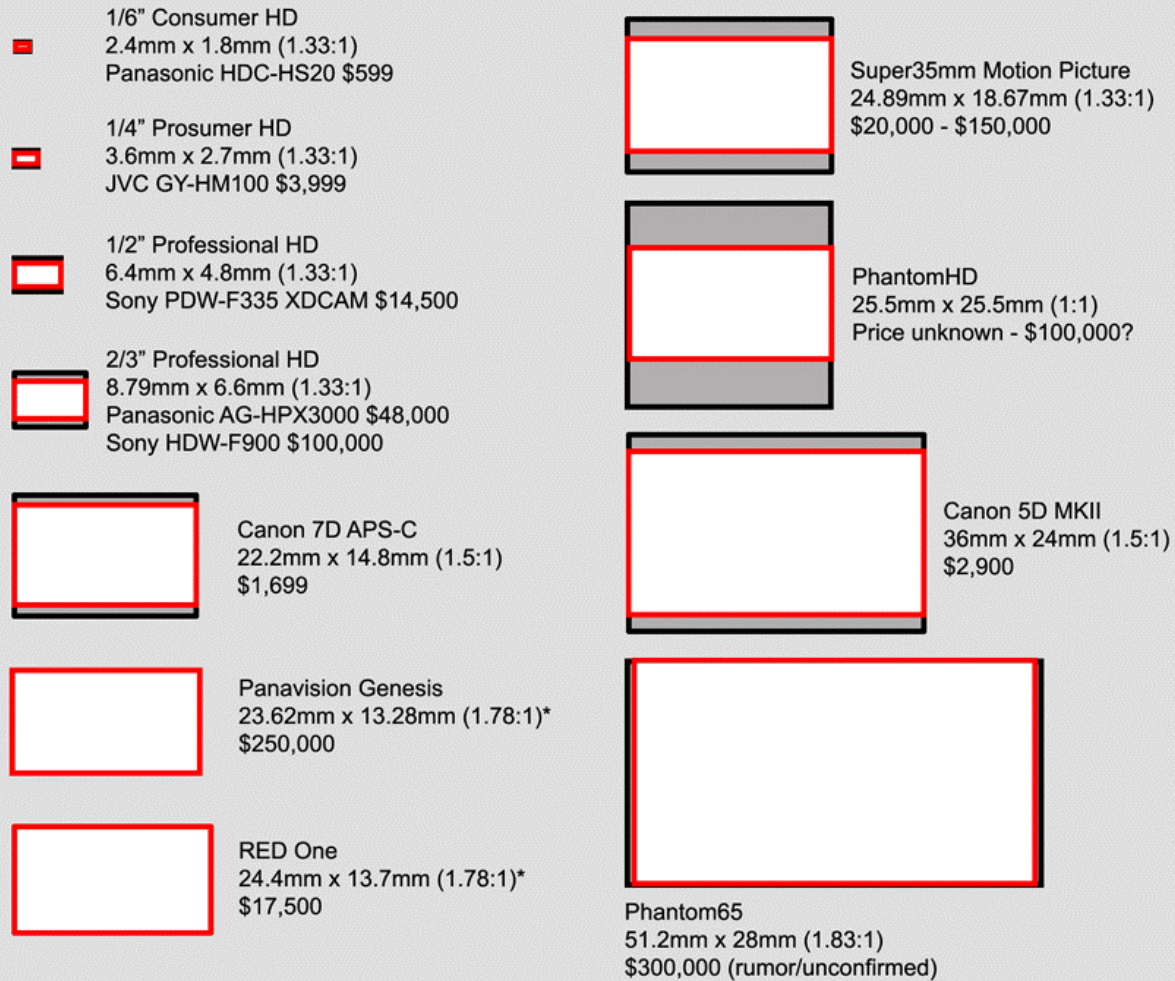 1/6” Consumer HD
2.4mm x 1.8mm (1.33:1)
Panasonic HDC-HS20 $599
1/4” Prosumer HD
3.6mm x 2.7mm (1.33:1)
JVC GY-HM100 $3,999
1/2” Professional HD
6.4mm x 4.8mm (1.33:1)
Sony PDW-F335 XDCAM $14,500
2/3” Professional HD
8.79mm x 6.6mm (1.33:1)
Panasonic AG-HPX3000 $48,000
Sony HDW-F900 $100,000
Canon 7D APS-C
22.2mm x 14.8mm (1.5:1)
$1,699
Panavision Genesis
23.62mm x 13.28mm (1.78:1)*
$250,000
RED One
24.4mm x 13.7mm (1.78:1)*
$17,500
Super35mm Motion Picture
24.89mm x 18.67mm (1.33:1)
$20,000 - $150,000
PhantomHD
25.5mm x 25.5mm (1:1)
Price unknown - $100,000?
Canon 5D MKII
36mm x 24mm (1.5:1)
$2,900
Phantom65
51.2mm x 28mm (1.83:1)
$300,000 (rumor/unconfirmed)